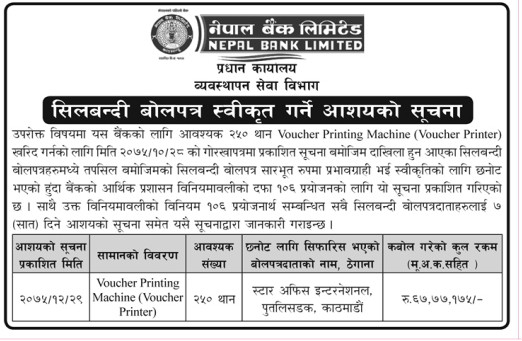 नेपाल बैंक लिमिटेड
NEPAL BANK LIMITED
प्रधान कार्यालय
व्यवस्थापन सेवा विभाग
सिलबन्दी बोलपत्र स्वीकृत गर्ने आशयको सूचना
उपरोक्त विषयमा यस बैंकको लागि आवश्यक २५० थान Voucher Printing Machine (Voucher Printer)
खरिद गर्नको लागि मिति २०७५/१०/२८ को गोरखापत्रमा प्रकाशित सूचना बमोजिम दाखिला हुन आएका सिलबन्दी
बोलपत्रहरुमध्ये तपसिल बमोजिमको सिलबन्दी बोलपत्र सारभूत रुपमा प्रभावग्राही भई स्वीकृतिको लागि छनोट
भएको हुँदा बैंकको आर्थिक प्रशासन विनियमावलीको दफा १०६ प्रयोजनको लागि यो सूचना प्रकाशित गरिएको
छ । साथै उक्त विनियमावलीको विनियम १०६ प्रयोजनार्थ सम्वन्धित सबै सिलबन्दी बोलपत्रदाताहरुलाई ७
(सात) दिने आशयको सूचना समेत यसै सूचनाद्वारा जानकारी गराइन्छ ।
आशयको सूचना प्रकाशित मिति
सामानको विवरण
आवश्यक संख्या
छनोट लागि सिफारिस भएको बोलपत्रदाताको नाम, ठेगाना
कबोल गरेको कुल रकम (मू.अ.क.सहित )
२०७५/१२/२९
Voucher Printing
Machine (Voucher
Printer)
२५० थान
स्टार अफिस इन्टरनेशनल,
पुतलिसडक, काठमाडौं
रु.६७,७७,१७५/-